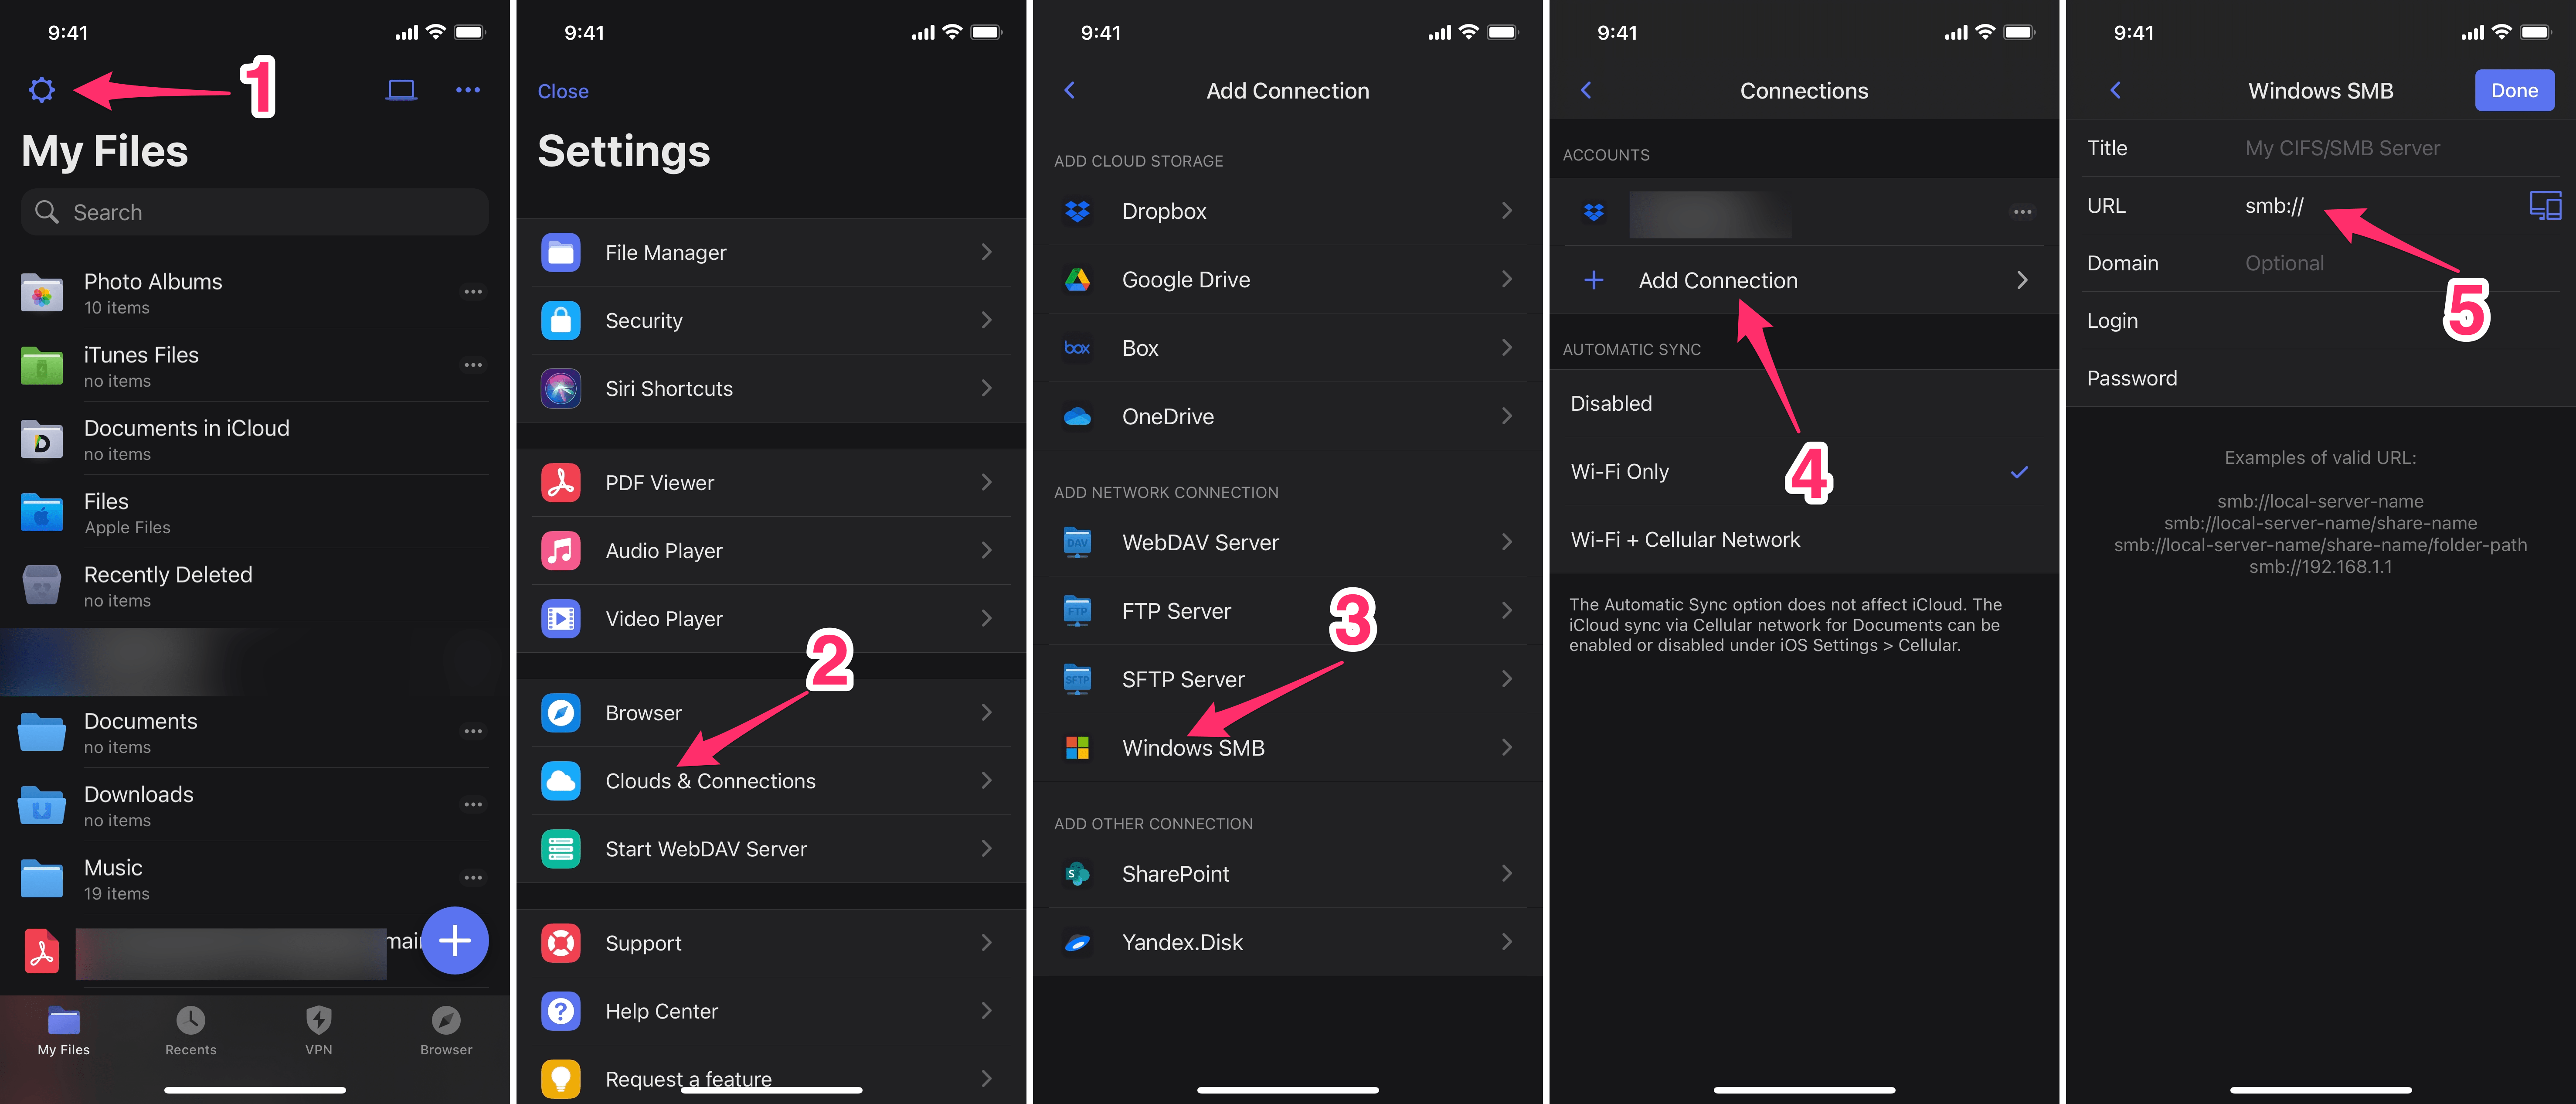 9:41
1
My Files
Search
Photo Albums
10 items
iTunes Files
no items
Documents in iCloud
no items
Files
Apple Files
Recently Deleted
no items
Documents
no items
Downloads
no items
Music
19 items
My Files
Recents
VPN
Browser
9:41
Close
Settings
File Manager
Security
Siri Shortcuts
PDF Viewer
Audio Player
Video Player
2
Browser
Clouds & Connections
Start WebDAV Server
Support
Help Center
Request a feature
9:41
Add Connection
ADD CLOUD STORAGE
Dropbox
Google Drive
box
Box
OneDrive
ADD NETWORK CONNECTION
DAV
WebDAV Server
FTP
FTP Server
3
SFTP
SFTP Server
Windows SMB
ADD OTHER CONNECTION
S
SharePoint
Yandex.Disk
9:41
Connections
ACCOUNTS
Add Connection
AUTOMATIC SYNC
Disabled
Wi-Fi Only
4
Wi-Fi + Cellular Network
The Automatic Sync option does not affect iCloud. The
iCloud sync via Cellular network for Documents can be
enabled or disabled under iOS Settings > Cellular.
9:41
Windows SMB
Done
Title
My CIFS/SMB Server
URL
smb://
Domain
Optional
5
Login
Password
Examples of valid URL:
smb://local-server-name
smb://local-server-name/share-name
smb://local-server-name/share-name/folder-path
smb://192.168.1.1